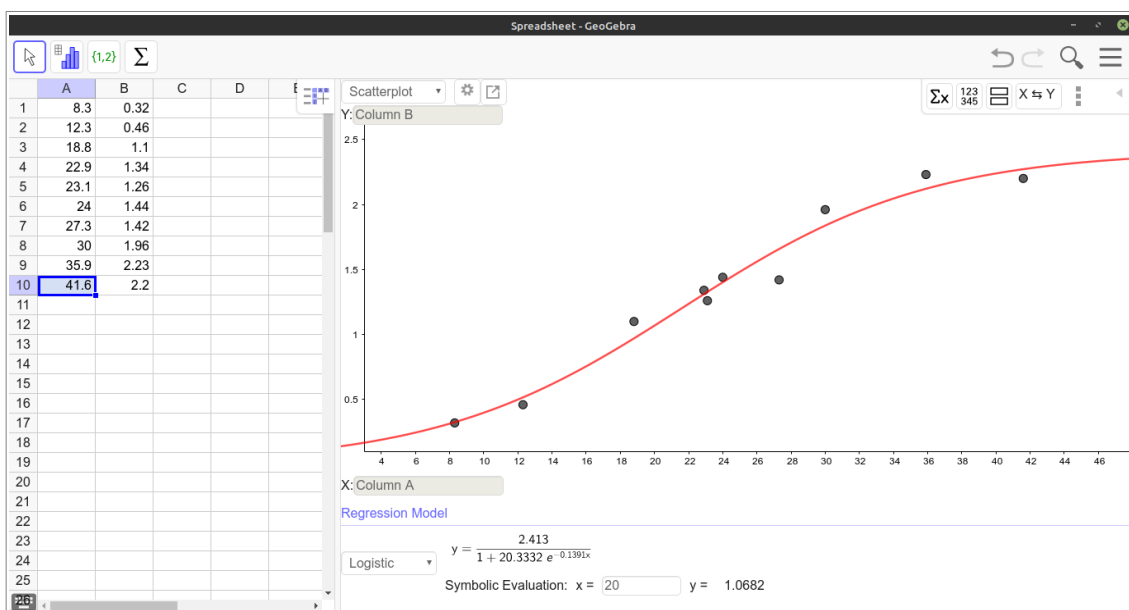 Spreadsheet - GeoGebra
{1,2} Σ
A B C D E
1 8.3 0.32
2 12.3 0.46
3 18.8 1.1
4 22.9 1.34
5 23.1 1.26
6 24 1.44
7 27.3 1.42
8 30 1.96
9 35.9 2.23
10 41.6 2.2
11
12
13
14
15
16
17
18
19
20
21
22
23
24
25
26
Scatterplot
Σx 123 345 X ⇆ Y
Y: Column B
2.5
2
1.5
1
0.5
4 6 8 10 12 14 16 18 20 22 24 26 28 30 32 34 36 38 40 42 44 46
X: Column A
Regression Model
Logistic
y = 2.413 / (1 + 20.3332 e^(-0.1391x))
Symbolic Evaluation: x = 20 y = 1.0682